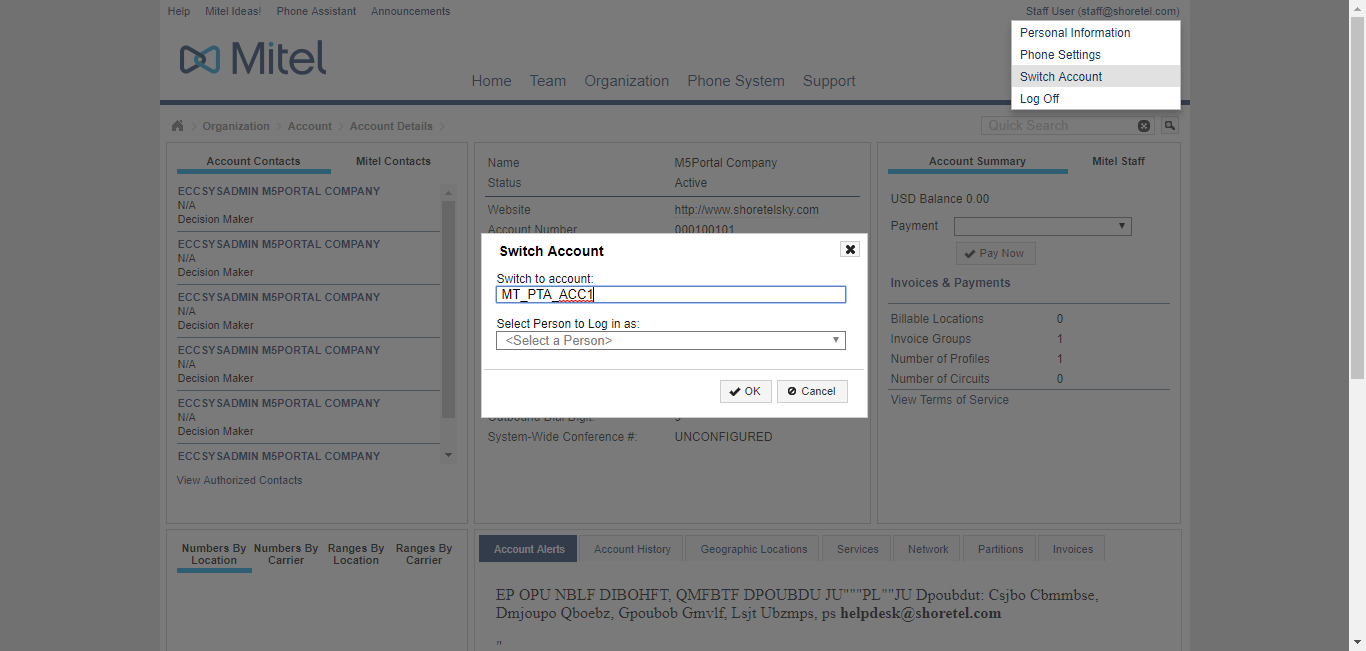 Help Mitel Ideas! Phone Assistant Announcements
Staff User (staff@shoretel.com)
Personal Information
Phone Settings
Switch Account
Log Off
Mitel
Home Team Organization Phone System Support
Organization Account Account Details
Quick Search
Account Contacts Mitel Contacts
ECCSYSADMIN M5PORTAL COMPANY
N/A
Decision Maker
ECCSYSADMIN M5PORTAL COMPANY
N/A
Decision Maker
ECCSYSADMIN M5PORTAL COMPANY
N/A
Decision Maker
ECCSYSADMIN M5PORTAL COMPANY
N/A
Decision Maker
ECCSYSADMIN M5PORTAL COMPANY
N/A
Decision Maker
ECCSYSADMIN M5PORTAL COMPANY
View Authorized Contacts
Name M5Portal Company
Status Active
Website http://www.shoretelsky.com
Account Number 000100101
Switch Account
Switch to account:
MT_PTA_ACC1
Select Person to Log in as:
<Select a Person>
OK Cancel
Outbound Dial Digit:
System-Wide Conference #: UNCONFIGURED
Account Summary Mitel Staff
USD Balance 0.00
Payment
Pay Now
Invoices & Payments
Billable Locations 0
Invoice Groups 1
Number of Profiles 1
Number of Circuits 0
View Terms of Service
Numbers By Location Numbers By Carrier Ranges By Location Ranges By Carrier
Account Alerts Account History Geographic Locations Services Network Partitions Invoices
EP OPU NBLF DIBOHFT, QMFBTF DPOUBDU JU"""PL""JU Dpoubdut: Csjbo Cbmmbse,
Dmjoupo Qboebz, Gpoubob Gmvlf, Lsjt Ubzmps, ps helpdesk@shoretel.com
"